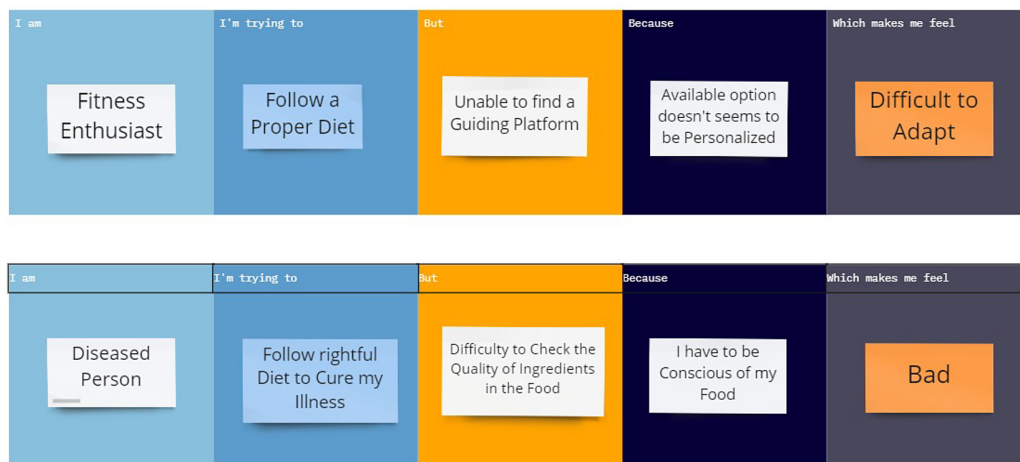 I am
I'm trying to
But
Because
Which makes me feel
Fitness
Enthusiast
Follow a
Proper Diet
Unable to find a
Guiding Platform
Available option
doesn't seems to
be Personalized
Difficult to
Adapt
I am
I'm trying to
But
Because
Which makes me feel
Diseased
Person
Follow rightful
Diet to Cure my
Illness
Difficulty to Check the
Quality of Ingredients
in the Food
I have to be
Conscious of my
Food
Bad